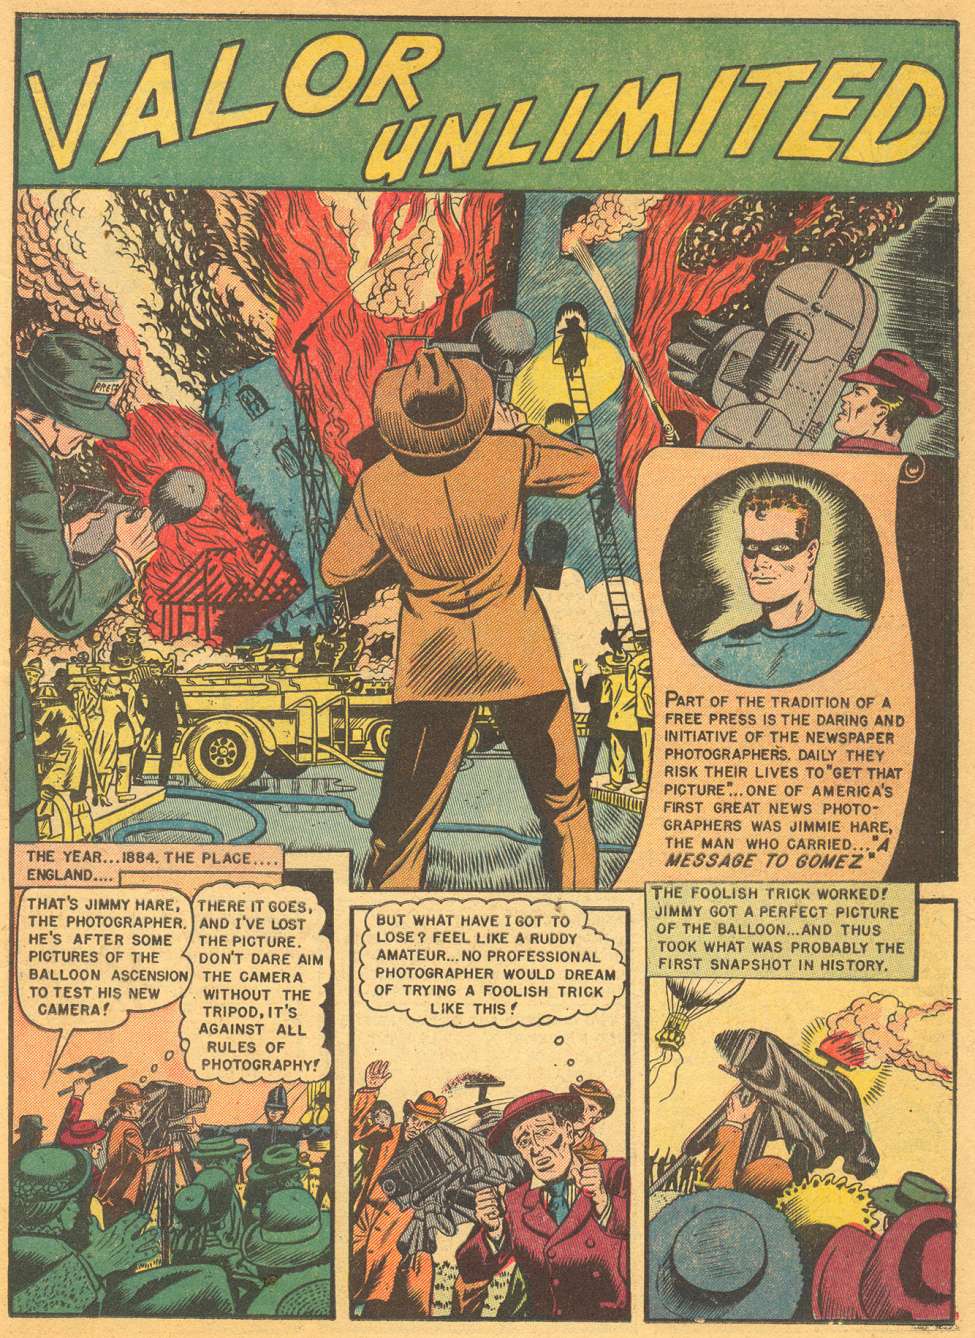 VALOR
UNLIMITED
PRESS
PART OF THE TRADITION OF A
FREE PRESS IS THE DARING AND
INITIATIVE OF THE NEWSPAPER
PHOTOGRAPHERS. DAILY THEY
RISK THEIR LIVES TO "GET THAT
PICTURE"... ONE OF AMERICA'S
FIRST GREAT NEWS PHOTO-
GRAPHERS WAS JIMMIE HARE,
THE MAN WHO CARRIED... "A
MESSAGE TO GOMEZ"
THE YEAR...1884. THE PLACE....
ENGLAND....
THAT'S JIMMY HARE,
THE PHOTOGRAPHER.
HE'S AFTER SOME
PICTURES OF THE
BALLOON ASCENSION
TO TEST HIS NEW
CAMERA!
THERE IT GOES,
AND I'VE LOST
THE PICTURE.
DON'T DARE AIM
THE CAMERA
WITHOUT THE
TRIPOD, IT'S
AGAINST ALL
RULES OF
PHOTOGRAPHY!
BUT WHAT HAVE I GOT TO
LOSE? FEEL LIKE A RUDDY
AMATEUR...NO PROFESSIONAL
PHOTOGRAPHER WOULD DREAM
OF TRYING A FOOLISH TRICK
LIKE THIS!
THE FOOLISH TRICK WORKED!
JIMMY GOT A PERFECT PICTURE
OF THE BALLOON...AND THUS
TOOK WHAT WAS PROBABLY THE
FIRST SNAPSHOT IN HISTORY.